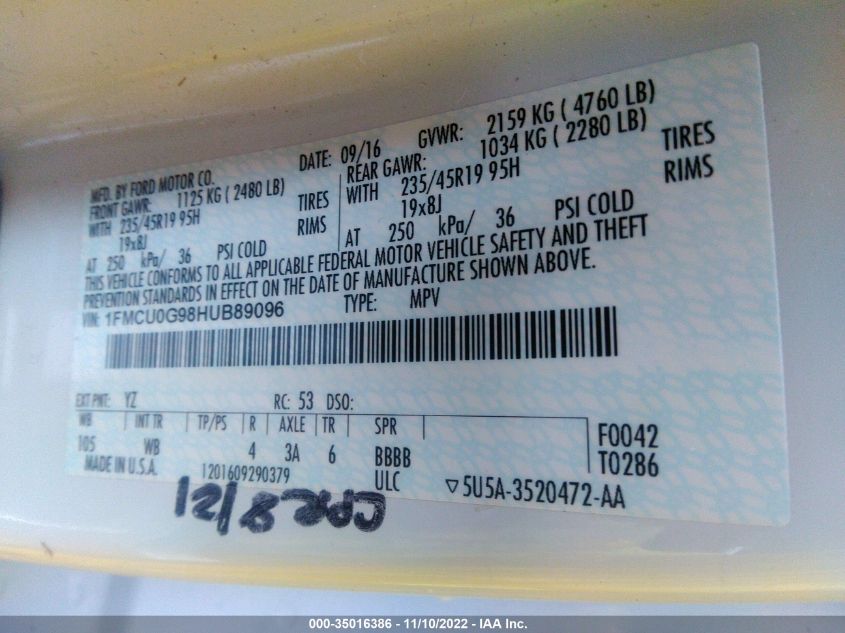 MFD. BY FORD MOTOR CO. DATE: 09/16 GVWR: 2159 KG ( 4760 LB)
FRONT GAWR: 1125 KG ( 2480 LB) REAR GAWR: 1034 KG ( 2280 LB)
WITH 235/45R19 95H TIRES WITH 235/45R19 95H TIRES
19x8J RIMS 19x8J RIMS
AT 250 kPa/ 36 PSI COLD AT 250 kPa/ 36 PSI COLD
THIS VEHICLE CONFORMS TO ALL APPLICABLE FEDERAL MOTOR VEHICLE SAFETY AND THEFT
PREVENTION STANDARDS IN EFFECT ON THE DATE OF MANUFACTURE SHOWN ABOVE.
VIN: 1FMCU0G98HUB89096 TYPE: MPV
EXT PNT: YZ RC: 53 DSO:
WB INT TR TP/PS R AXLE TR SPR
105 WB 4 3A 6 BBBB
F0042
T0286
MADE IN U.S.A. 1201609290379 ULC
▽5U5A-3520472-AA
000-35016386 - 11/10/2022 - IAA Inc.